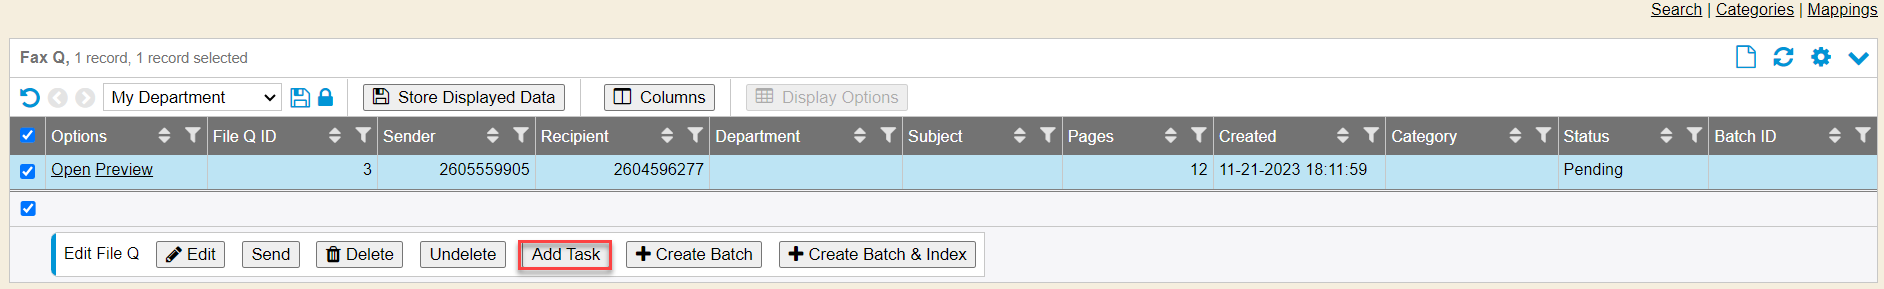 Search | Categories | Mappings
Fax Q, 1 record, 1 record selected
My Department Store Displayed Data Columns Display Options
Options File Q ID Sender Recipient Department Subject Pages Created Category Status Batch ID
Open Preview 3 2605559905 2604596277 12 11-21-2023 18:11:59 Pending
Edit File Q Edit Send Delete Undelete Add Task Create Batch Create Batch & Index